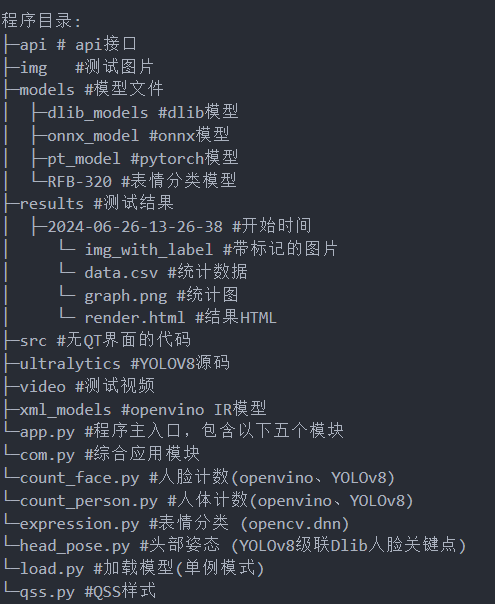 程序目录:
├─api # api接口
├─img   #测试图片
├─models #模型文件
│  ├─dlib_models #dlib模型
│  ├─onnx_model #onnx模型
│  ├─pt_model #pytorch模型
│  └─RFB-320 #表情分类模型
├─results #测试结果
│  ├─2024-06-26-13-26-38 #开始时间
│     └─ img_with_label #带标记的图片
│     └─ data.csv #统计数据
│     └─ graph.png #统计图
│     └─ render.html #结果HTML
├─src #无QT界面的代码
├─ultralytics #YOLOV8源码
├─video #测试视频
├─xml_models #openvino IR模型
└─app.py #程序主入口，包含以下五个模块
└─com.py #综合应用模块
└─count_face.py #人脸计数(openvino、YOLOv8)
└─count_person.py #人体计数(openvino、YOLOv8)
└─expression.py #表情分类 (opencv.dnn)
└─head_pose.py #头部姿态 (YOLOv8级联Dlib人脸关键点)
└─load.py #加载模型(单例模式)
└─qss.py #QSS样式